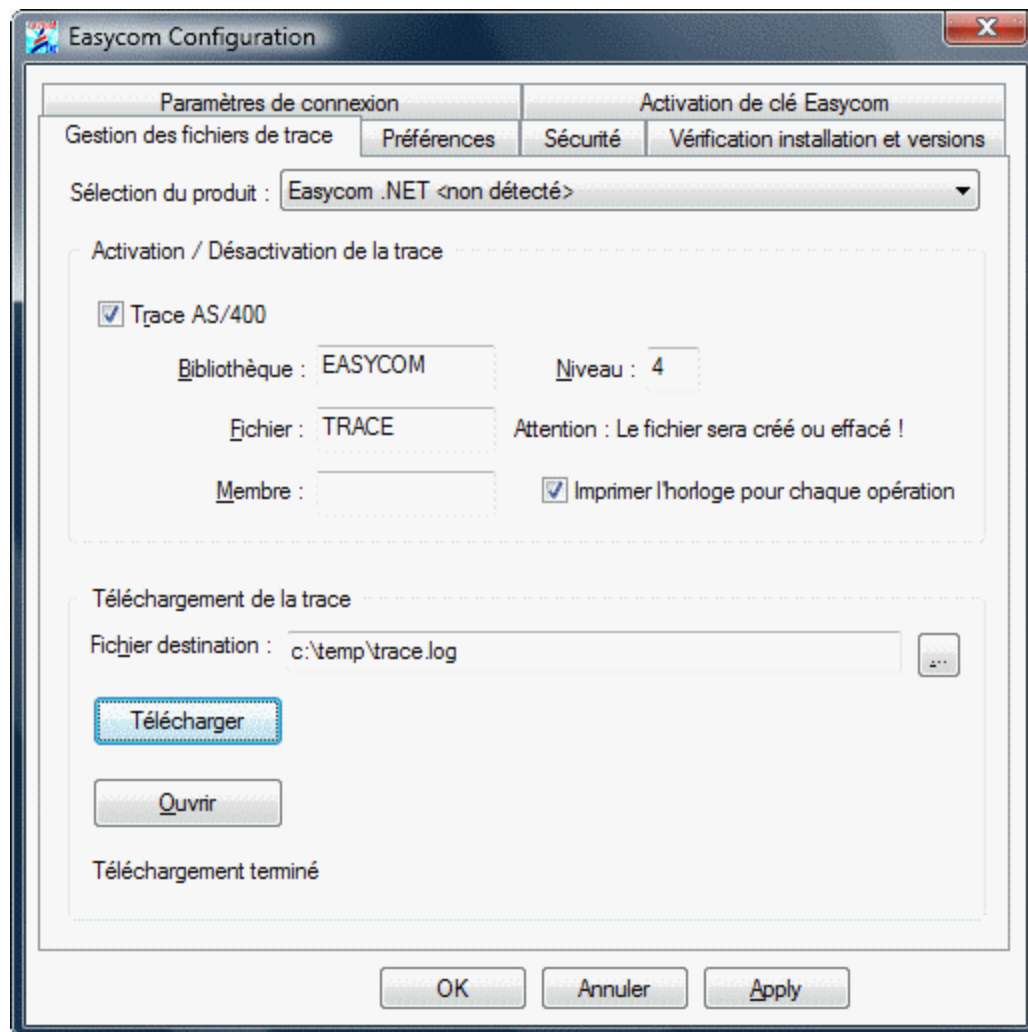 Easycom Configuration
Paramètres de connexion Activation de clé Easycom
Gestion des fichiers de trace Préférences Sécurité Vérification installation et versions
Sélection du produit : Easycom .NET <non détecté>
Activation / Désactivation de la trace
Trace AS/400
Bibliothèque : EASYCOM Niveau : 4
Fichier : TRACE Attention : Le fichier sera créé ou effacé !
Membre : Imprimer l'horloge pour chaque opération
Téléchargement de la trace
Fichier destination : c:\temp\trace.log ...
Télécharger
Ouvrir
Téléchargement terminé
OK Annuler Apply